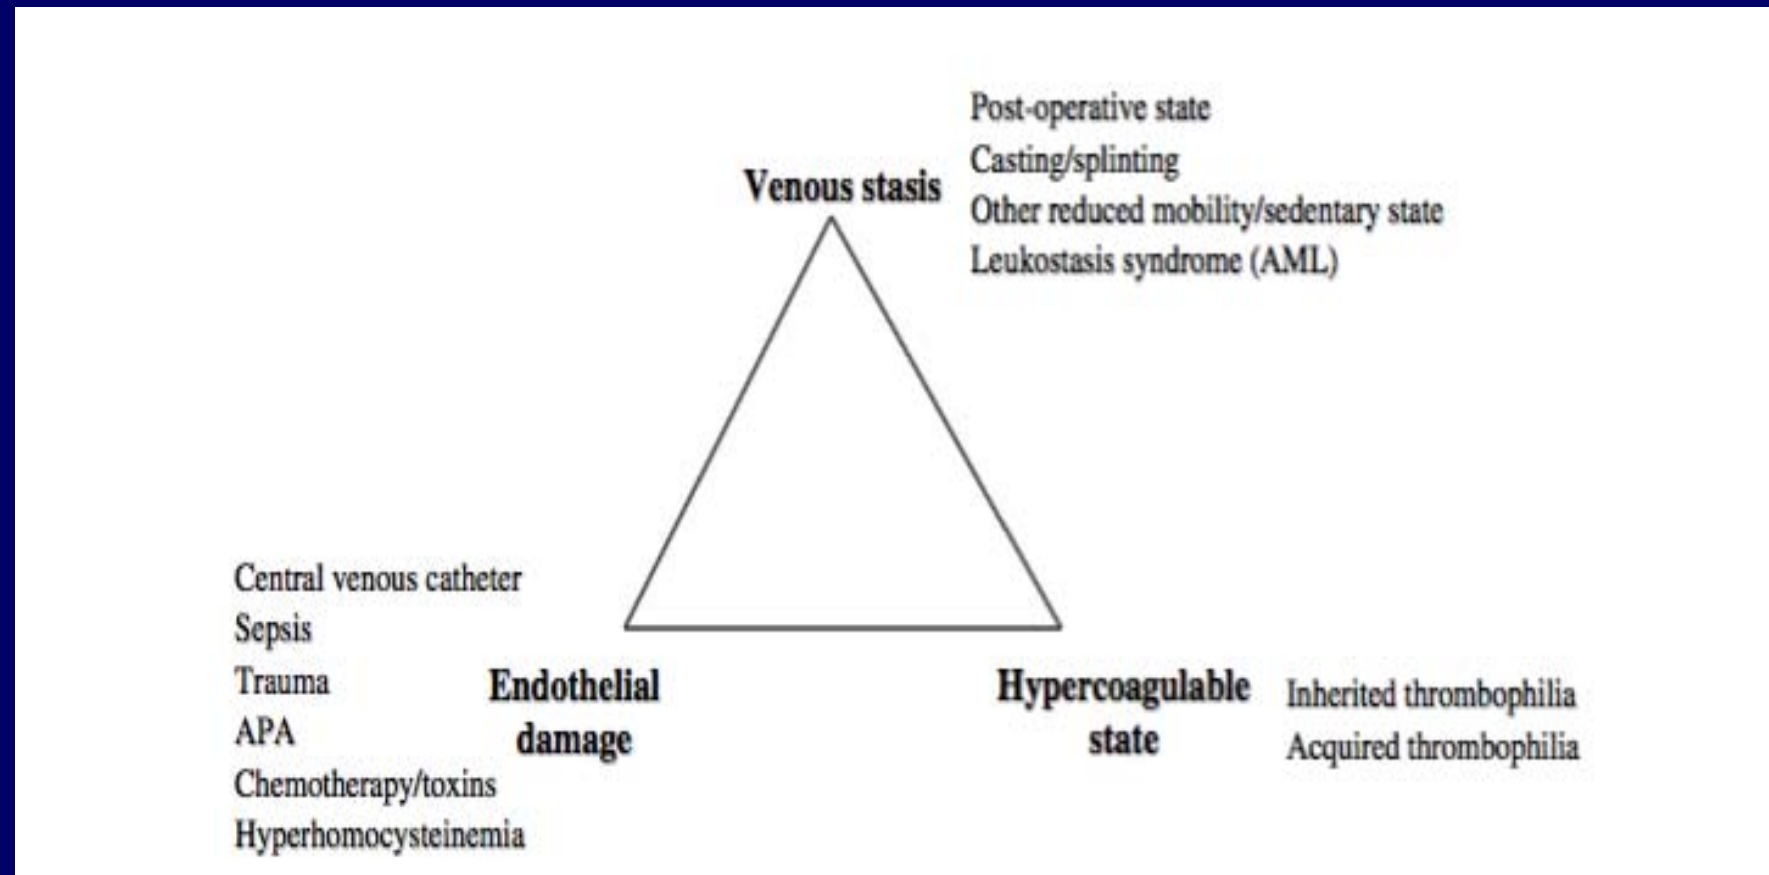 Post-operative state
Casting/splinting
Venous stasis
Other reduced mobility/sedentary state
Leukostasis syndrome (AML)
Central venous catheter
Sepsis
Trauma
APA
Chemotherapy/toxins
Hyperhomocysteinemia
Endothelial
damage
Hypercoagulable
state
Inherited thrombophilia
Acquired thrombophilia